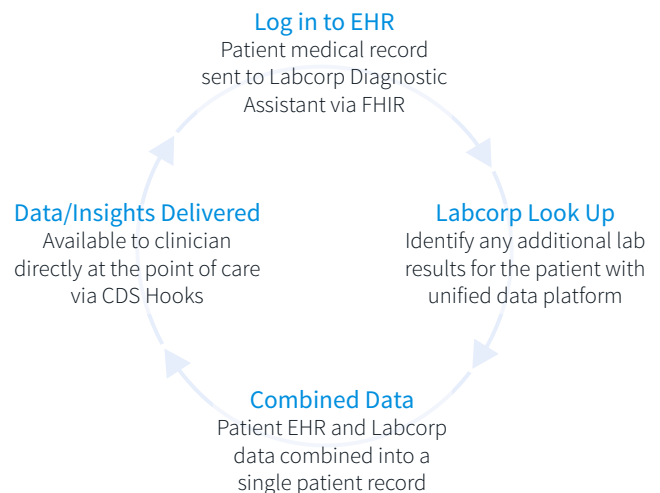 Log in to EHR
Patient medical record
sent to Labcorp Diagnostic
Assistant via FHIR
Labcorp Look Up
Identify any additional lab
results for the patient with
unified data platform
Combined Data
Patient EHR and Labcorp
data combined into a
single patient record
Data/Insights Delivered
Available to clinician
directly at the point of care
via CDS Hooks